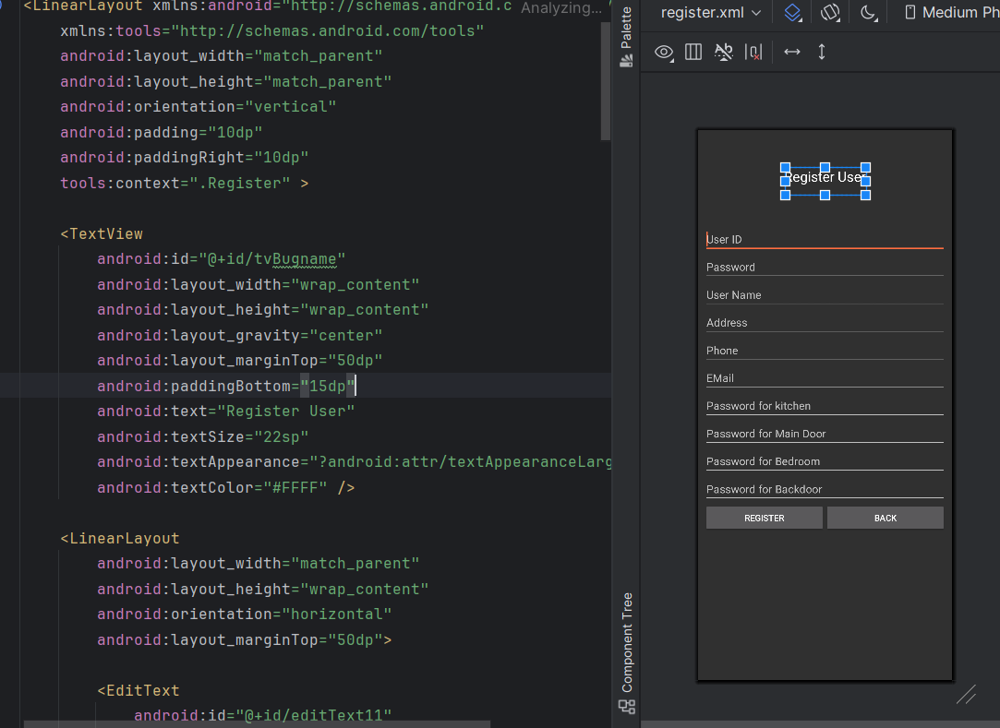 <LinearLayout xmlns:android="http://schemas.android.c Analyzing...
xmlns:tools="http://schemas.android.com/tools"
android:layout_width="match_parent"
android:layout_height="match_parent"
android:orientation="vertical"
android:padding="10dp"
android:paddingRight="10dp"
tools:context=".Register" >
<TextView
android:id="@+id/tvBugname"
android:layout_width="wrap_content"
android:layout_height="wrap_content"
android:layout_gravity="center"
android:layout_marginTop="50dp"
android:paddingBottom="15dp"
android:text="Register User"
android:textSize="22sp"
android:textAppearance="?android:attr/textAppearanceLarg
android:textColor="#FFFF" />
<LinearLayout
android:layout_width="match_parent"
android:layout_height="wrap_content"
android:orientation="horizontal"
android:layout_marginTop="50dp">
<EditText
android:id="@+id/editText11"
Palette
Component Tree
register.xml
Medium Ph
Register User
User ID
Password
User Name
Address
Phone
EMail
Password for kitchen
Password for Main Door
Password for Bedroom
Password for Backdoor
REGISTER BACK